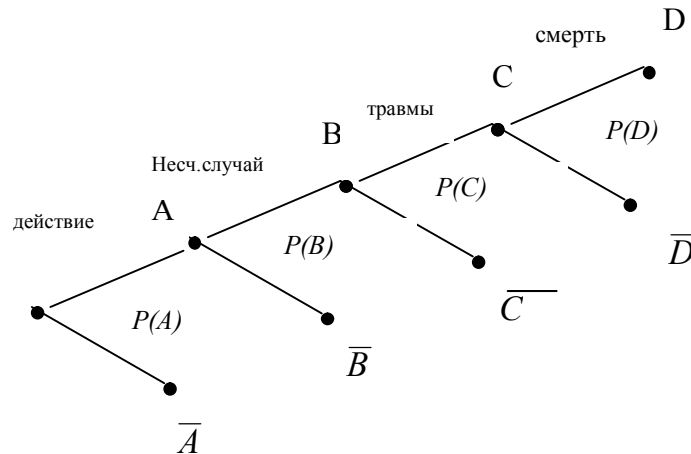 D
смерть
C
травмы
B
P(D)
Несч.случай
P(C)
A
действие
P(B)
D̅
C̅
P(A)
B̅
A̅